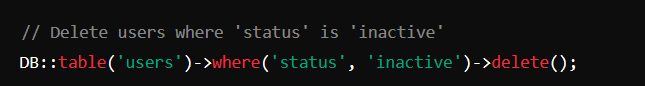 // Delete users where 'status' is 'inactive'
DB::table('users')->where('status', 'inactive')->delete();